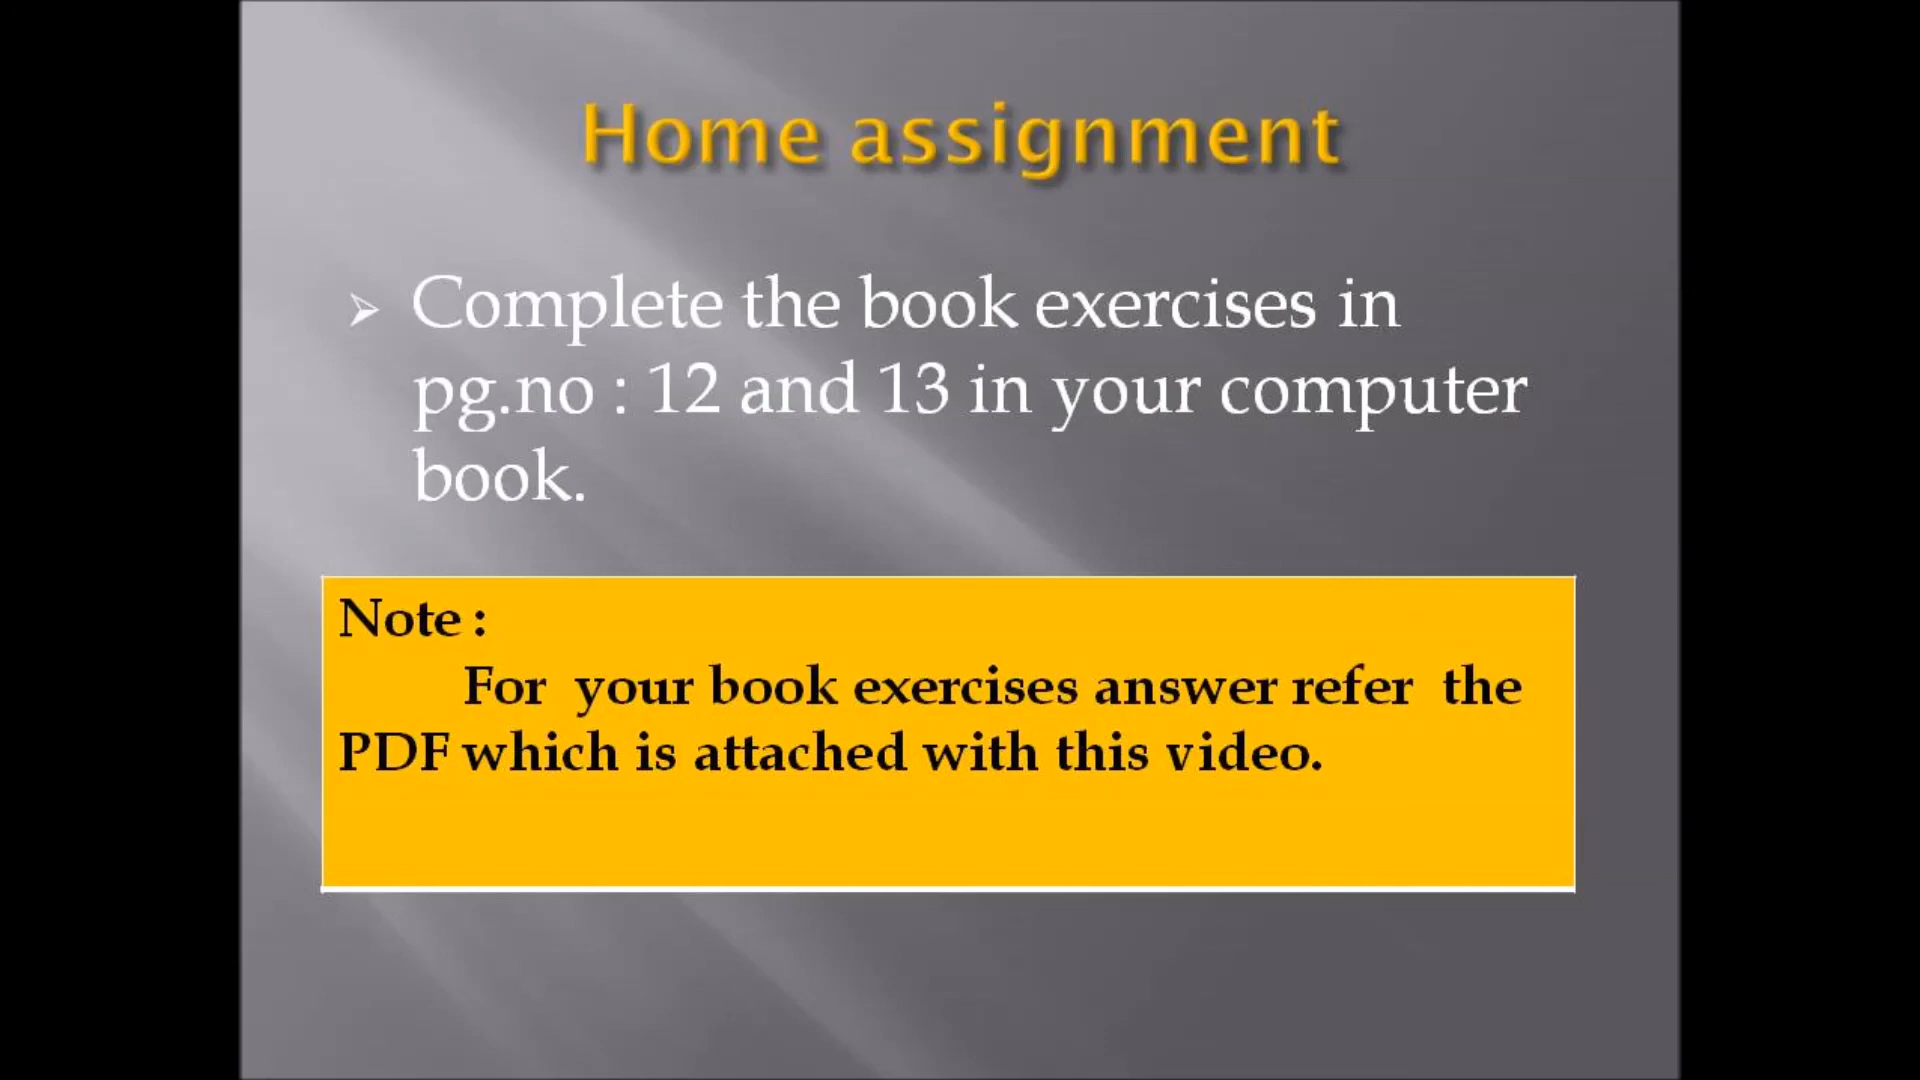 Home assignment
➢ Complete the book exercises in
pg.no : 12 and 13 in your computer
book.
Note :
For your book exercises answer refer the
PDF which is attached with this video.